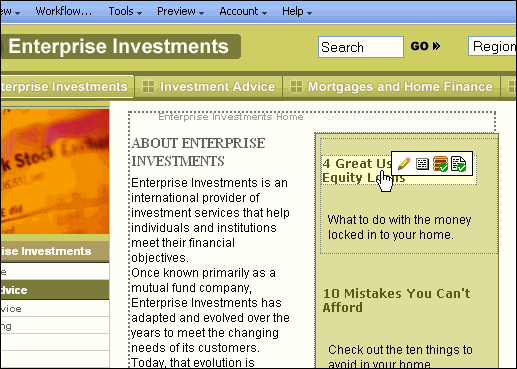 Workflow... Tools Preview Account Help
Enterprise Investments
Search GO Region
terprise Investments Investment Advice Mortgages and Home Finance
Enterprise Investments Home
ABOUT ENTERPRISE
INVESTMENTS
Enterprise Investments is an
international provider of
investment services that help
individuals and institutions
meet their financial
objectives.
Once known primarily as a
mutual fund company,
Enterprise Investments has
adapted and evolved over the
years to meet the changing
needs of its customers.
Today, that evolution is
4 Great Us
Equity Lo ns
What to do with the money
locked in to your home.
10 Mistakes You Can't
Afford
Check out the ten things to
avoid in your home
Stock Exchan
ise Investments
e
dvice
vice
ng